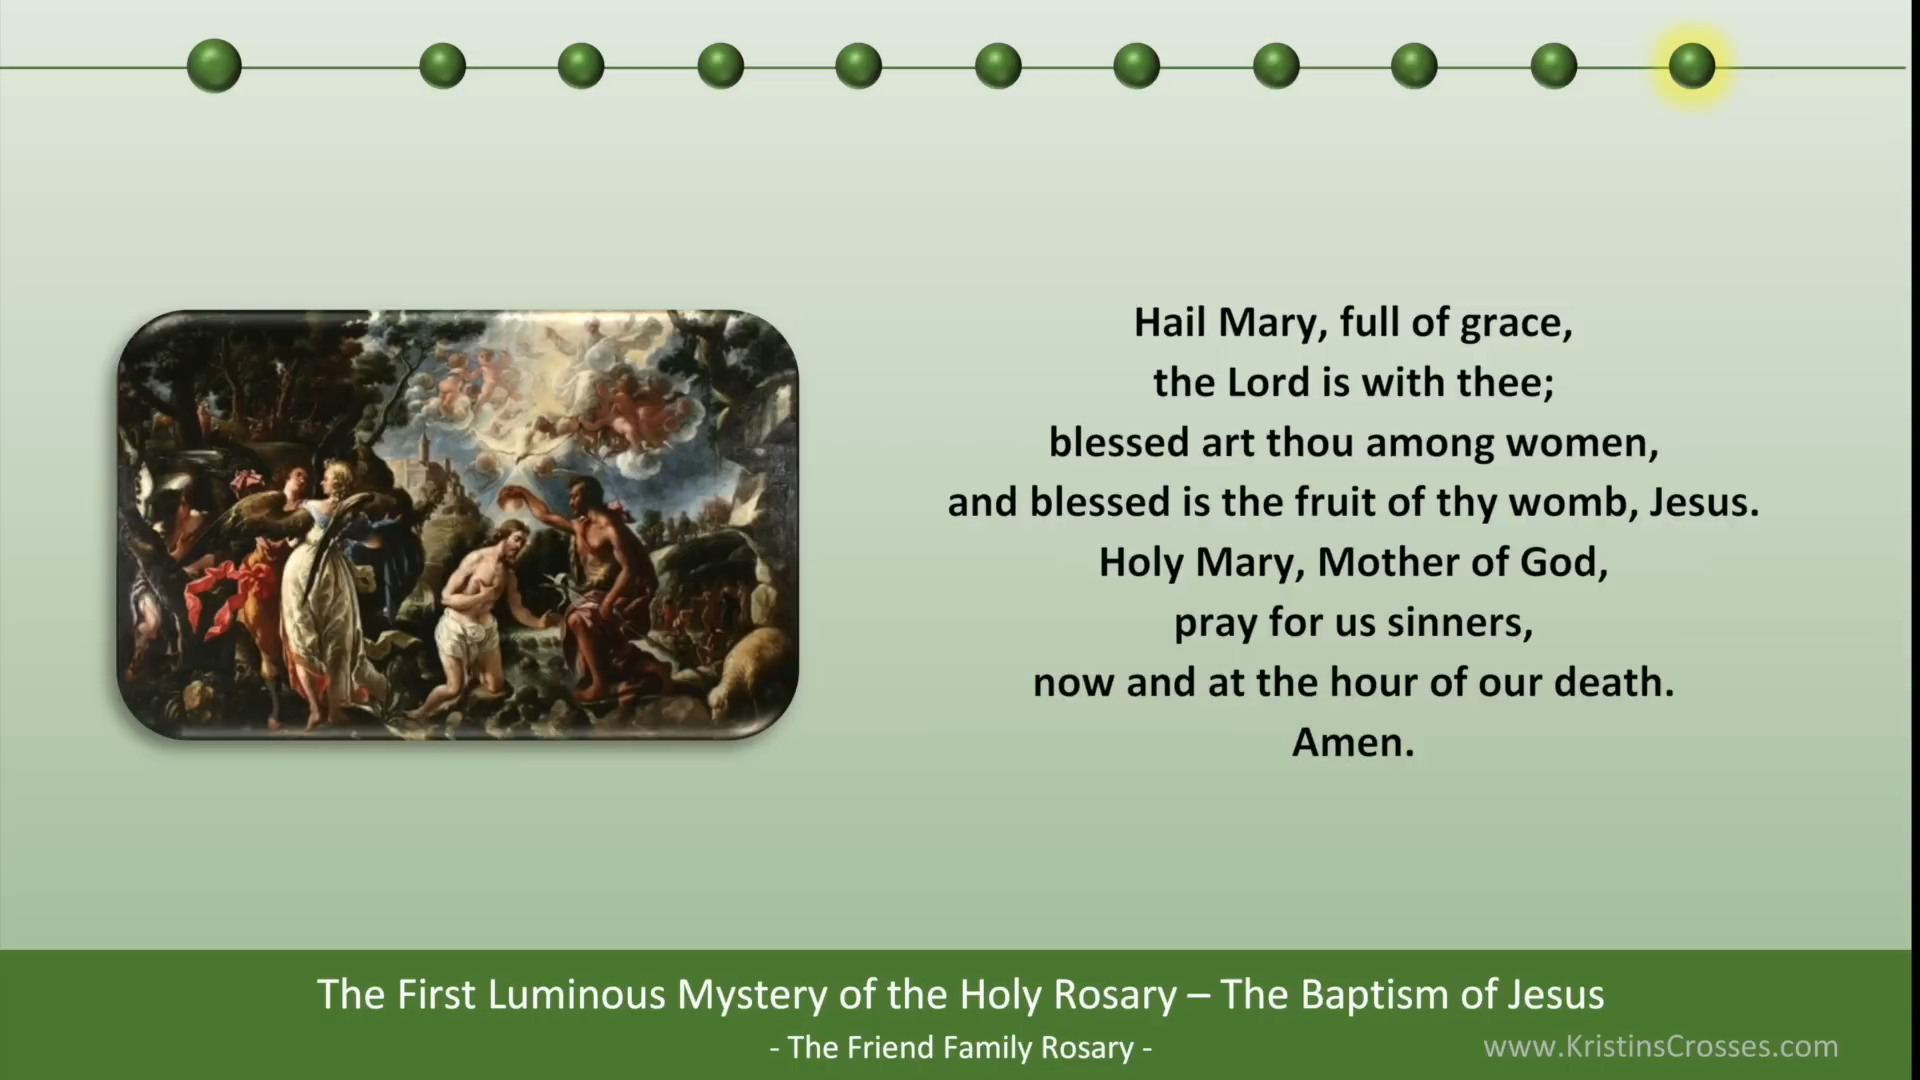 Hail Mary, full of grace,
the Lord is with thee;
blessed art thou among women,
and blessed is the fruit of thy womb, Jesus.
Holy Mary, Mother of God,
pray for us sinners,
now and at the hour of our death.
Amen.
The First Luminous Mystery of the Holy Rosary – The Baptism of Jesus
- The Friend Family Rosary -
www.KristinsCrosses.com